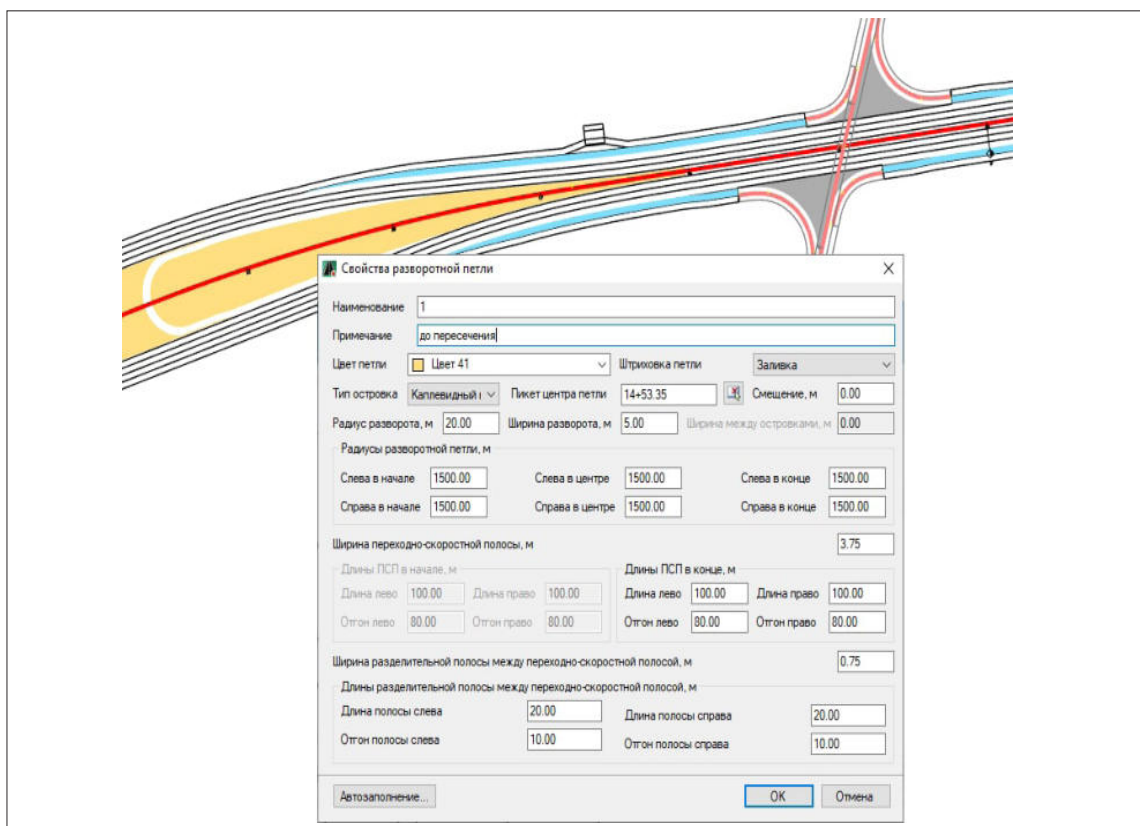 Свойства разворотной петли
Наименование 1
Примечание до пересечения
Цвет петли Цвет 41 Штриховка петли Заливка
Тип островка Каплевидный Пикет центра петли 14+53.35 Смещение, м 0.00
Радиус разворота, м 20.00 Ширина разворота, м 5.00 Ширина между островками, м 0.00
Радиусы разворотной петли, м
Слева в начале 1500.00 Слева в центре 1500.00 Слева в конце 1500.00
Справа в начале 1500.00 Справа в центре 1500.00 Справа в конце 1500.00
Ширина переходно-скоростной полосы, м 3.75
Длины ПСП в начале, м Длины ПСП в конце, м
Длина лево 100.00 Длина право 100.00 Длина лево 100.00 Длина право 100.00
Отгон лево 80.00 Отгон право 80.00 Отгон лево 80.00 Отгон право 80.00
Ширина разделительной полосы между переходно-скоростной полосой, м 0.75
Длины разделительной полосы между переходно-скоростной полосой, м
Длина полосы слева 20.00 Длина полосы справа 20.00
Отгон полосы слева 10.00 Отгон полосы справа 10.00
Автозаполнение... OK Отмена